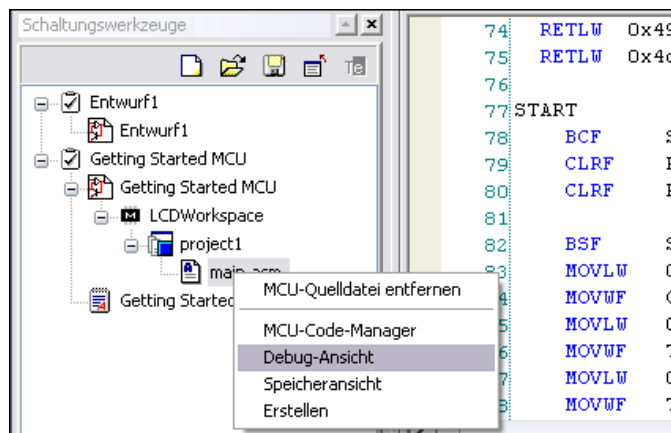 Schaltungswerkzeuge
Entwurf1
Entwurf1
Getting Started MCU
Getting Started MCU
LCDWorkspace
project1
main.asm
Getting Started
MCU-Quelldatei entfernen
MCU-Code-Manager
Debug-Ansicht
Speicheransicht
Erstellen
74 RETLW
75 RETLW
76
77 START
78 BCF
79 CLRF
80 CLRF
81
82 BSF
83 MOVLW
MOVWF
MOVLW
MOVWF
MOVLW
MOVWF